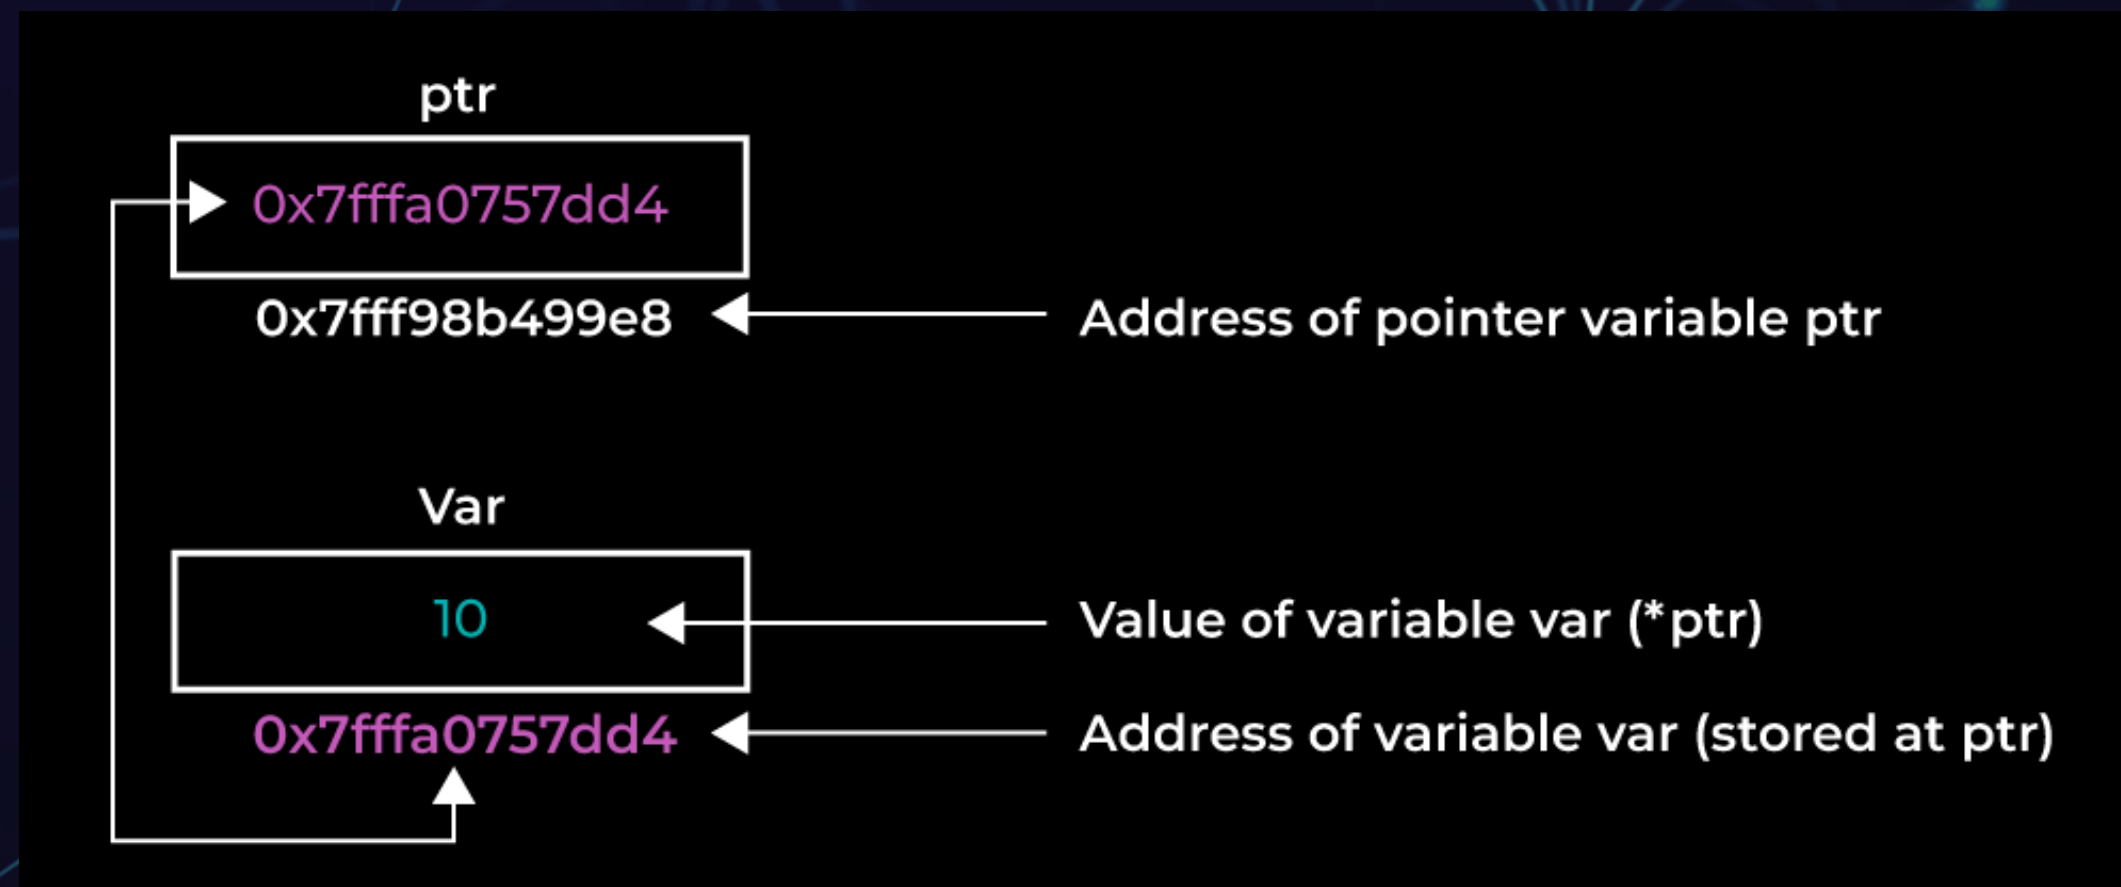 ptr
0x7fffa0757dd4
0x7fff98b499e8
Address of pointer variable ptr
Var
10
Value of variable var (*ptr)
0x7fffa0757dd4
Address of variable var (stored at ptr)